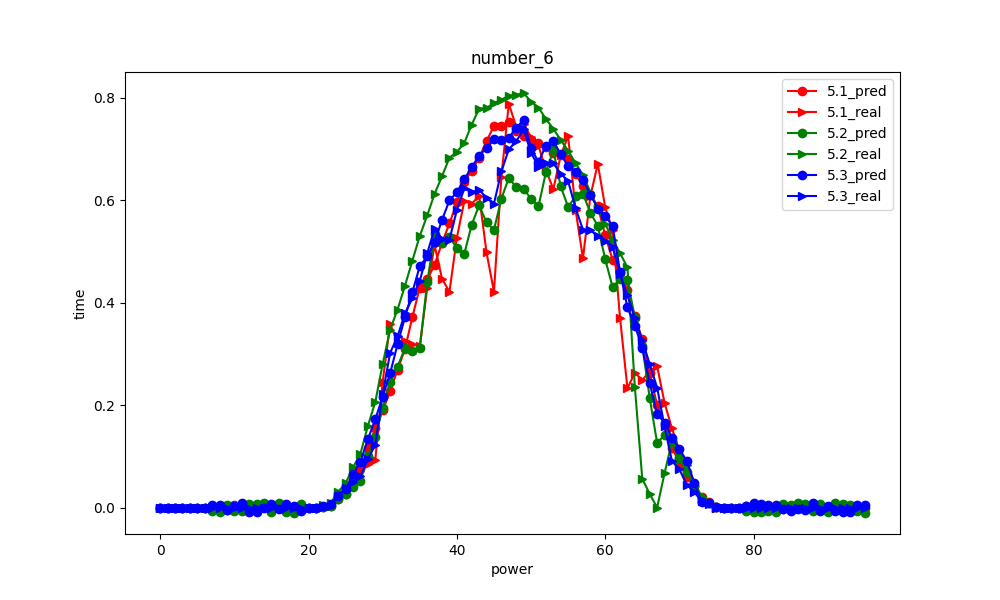 number_6
5.1_pred
5.1_real
5.2_pred
5.2_real
5.3_pred
5.3_real
time
0.8
0.6
0.4
0.2
0.0
0 20 40 60 80
power